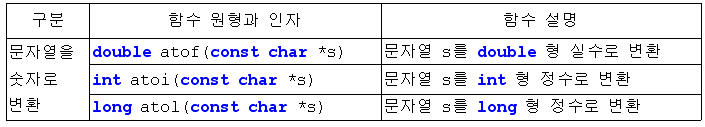 구분 함수 원형과 인자 함수 설명
문자열을 double atof(const char *s) 문자열 s를 double 형 실수로 변환
숫자로 int atoi(const char *s) 문자열 s를 int 형 정수로 변환
변환 long atol(const char *s) 문자열 s를 long 형 정수로 변환